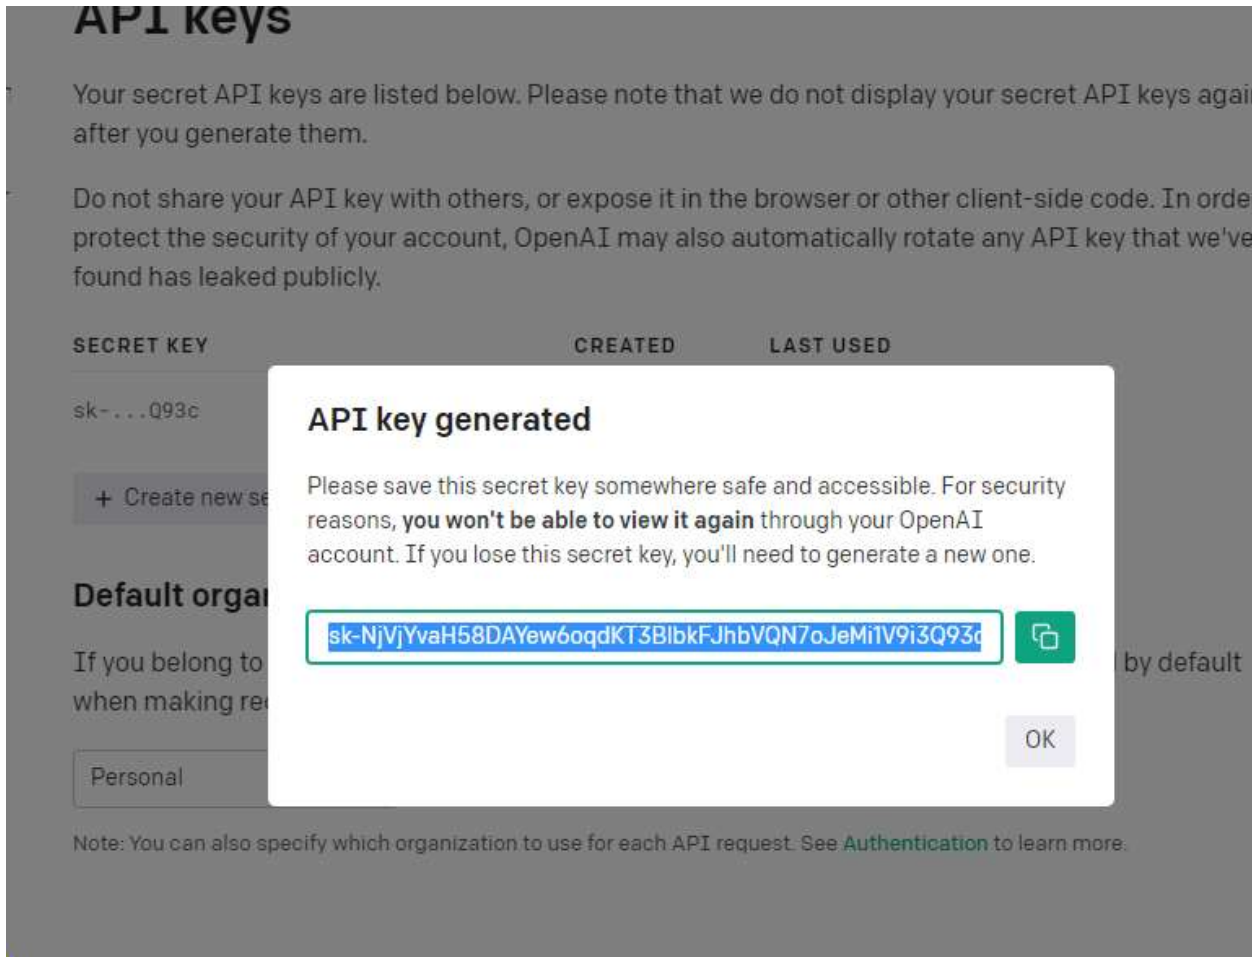 API keys
Your secret API keys are listed below. Please note that we do not display your secret API keys agai
after you generate them.
Do not share your API key with others, or expose it in the browser or other client-side code. In orde
protect the security of your account, OpenAI may also automatically rotate any API key that we've
found has leaked publicly.
SECRET KEY CREATED LAST USED
sk-...Q93c
+ Create new se
API key generated
Please save this secret key somewhere safe and accessible. For security
reasons, you won't be able to view it again through your OpenAI
account. If you lose this secret key, you'll need to generate a new one.
OK
Default orga
If you belong to by default
when making re
Personal
Note: You can also specify which organization to use for each API request. See Authentication to learn more.